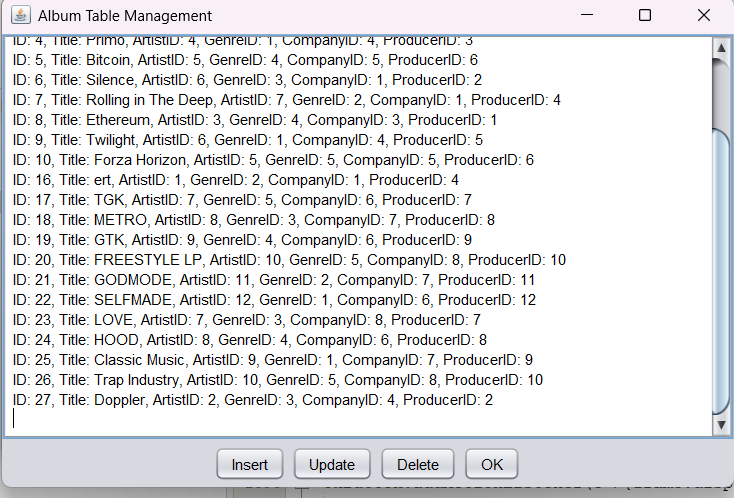 Album Table Management
ID: 4, Title: Primo, ArtistID: 4, GenreID: 1, CompanyID: 4, ProducerID: 3
ID: 5, Title: Bitcoin, ArtistID: 5, GenreID: 4, CompanyID: 5, ProducerID: 6
ID: 6, Title: Silence, ArtistID: 6, GenreID: 3, CompanyID: 1, ProducerID: 2
ID: 7, Title: Rolling in The Deep, ArtistID: 7, GenreID: 2, CompanyID: 1, ProducerID: 4
ID: 8, Title: Ethereum, ArtistID: 3, GenreID: 4, CompanyID: 3, ProducerID: 1
ID: 9, Title: Twilight, ArtistID: 6, GenreID: 1, CompanyID: 4, ProducerID: 5
ID: 10, Title: Forza Horizon, ArtistID: 5, GenreID: 5, CompanyID: 5, ProducerID: 6
ID: 16, Title: ert, ArtistID: 1, GenreID: 2, CompanyID: 1, ProducerID: 4
ID: 17, Title: TGK, ArtistID: 7, GenreID: 5, CompanyID: 6, ProducerID: 7
ID: 18, Title: METRO, ArtistID: 8, GenreID: 3, CompanyID: 7, ProducerID: 8
ID: 19, Title: GTK, ArtistID: 9, GenreID: 4, CompanyID: 6, ProducerID: 9
ID: 20, Title: FREESTYLE LP, ArtistID: 10, GenreID: 5, CompanyID: 8, ProducerID: 10
ID: 21, Title: GODMODE, ArtistID: 11, GenreID: 2, CompanyID: 7, ProducerID: 11
ID: 22, Title: SELFMADE, ArtistID: 12, GenreID: 1, CompanyID: 6, ProducerID: 12
ID: 23, Title: LOVE, ArtistID: 7, GenreID: 3, CompanyID: 8, ProducerID: 7
ID: 24, Title: HOOD, ArtistID: 8, GenreID: 4, CompanyID: 6, ProducerID: 8
ID: 25, Title: Classic Music, ArtistID: 9, GenreID: 1, CompanyID: 7, ProducerID: 9
ID: 26, Title: Trap Industry, ArtistID: 10, GenreID: 5, CompanyID: 8, ProducerID: 10
ID: 27, Title: Doppler, ArtistID: 2, GenreID: 3, CompanyID: 4, ProducerID: 2
Insert Update Delete OK